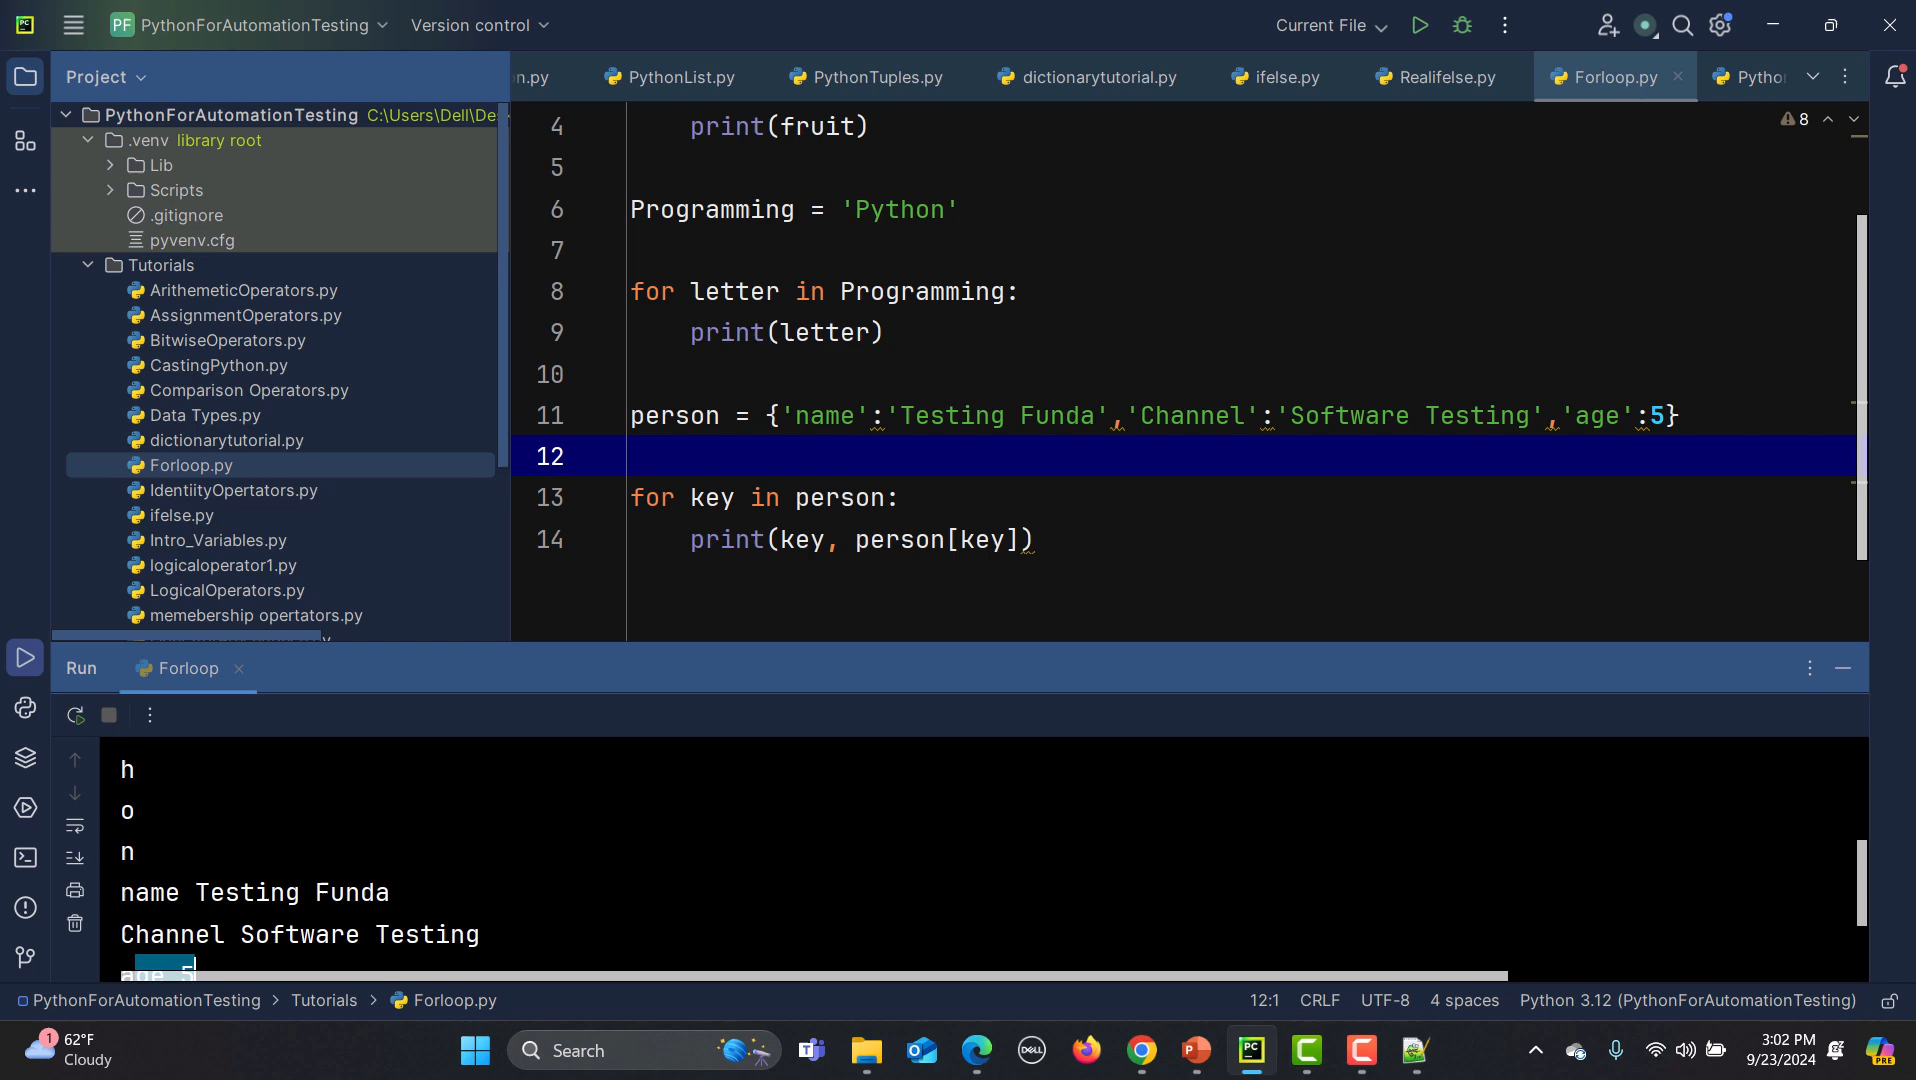 PF PythonForAutomationTesting Version control Current File
Project
n.py PythonList.py PythonTuples.py dictionarytutorial.py ifelse.py Realifelse.py Forloop.py
PythonForAutomationTesting C:\Users\Dell\De
.venv library root
Lib
Scripts
.gitignore
pyvenv.cfg
Tutorials
ArithemeticOperators.py
AssignmentOperators.py
BitwiseOperators.py
CastingPython.py
Comparison Operators.py
Data Types.py
dictionarytutorial.py
Forloop.py
IdentiityOpertators.py
ifelse.py
Intro_Variables.py
logicaloperator1.py
LogicalOperators.py
memebership opertators.py
8
4 print(fruit)
5
6 Programming = 'Python'
7
8 for letter in Programming:
9 print(letter)
10
11 person = {'name':'Testing Funda','Channel':'Software Testing','age':5}
12
13 for key in person:
14 print(key, person[key])
Run Forloop
h
o
n
name Testing Funda
Channel Software Testing
age 5
PythonForAutomationTesting > Tutorials > Forloop.py 12:1 CRLF UTF-8 4 spaces Python 3.12 (PythonForAutomationTesting)
1 62°F
Cloudy
Search
3:02 PM
9/23/2024
PRE